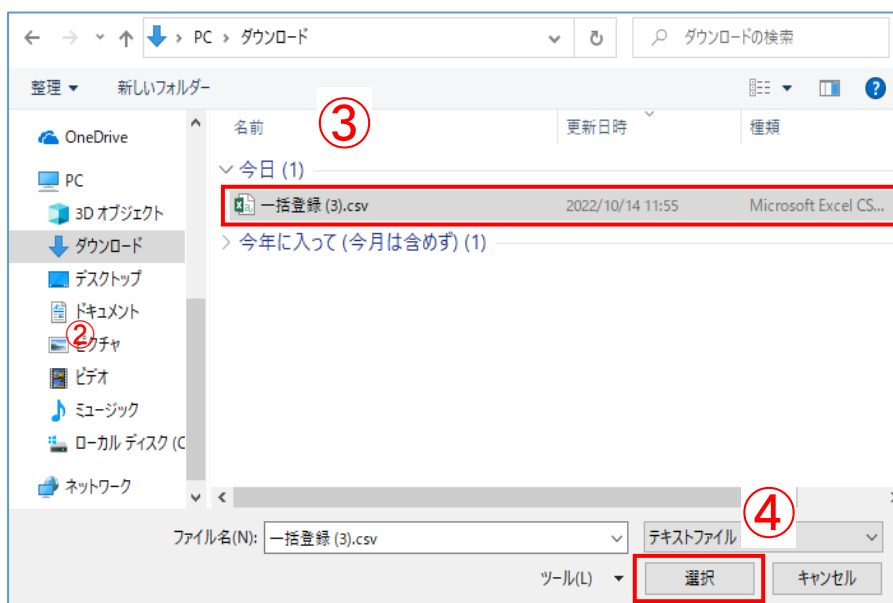 PC › ダウンロード
ダウンロードの検索
整理
新しいフォルダー
③
名前
更新日時
種類
OneDrive
PC
3D オブジェクト
ダウンロード
デスクトップ
ドキュメント
②
ピクチャ
ビデオ
ミュージック
ローカル ディスク (C
ネットワーク
今日 (1)
一括登録 (3).csv
2022/10/14 11:55
Microsoft Excel CS...
今年に入って (今月は含めず) (1)
④
ファイル名(N):
一括登録 (3).csv
テキストファイル
ツール(L)
選択
キャンセル